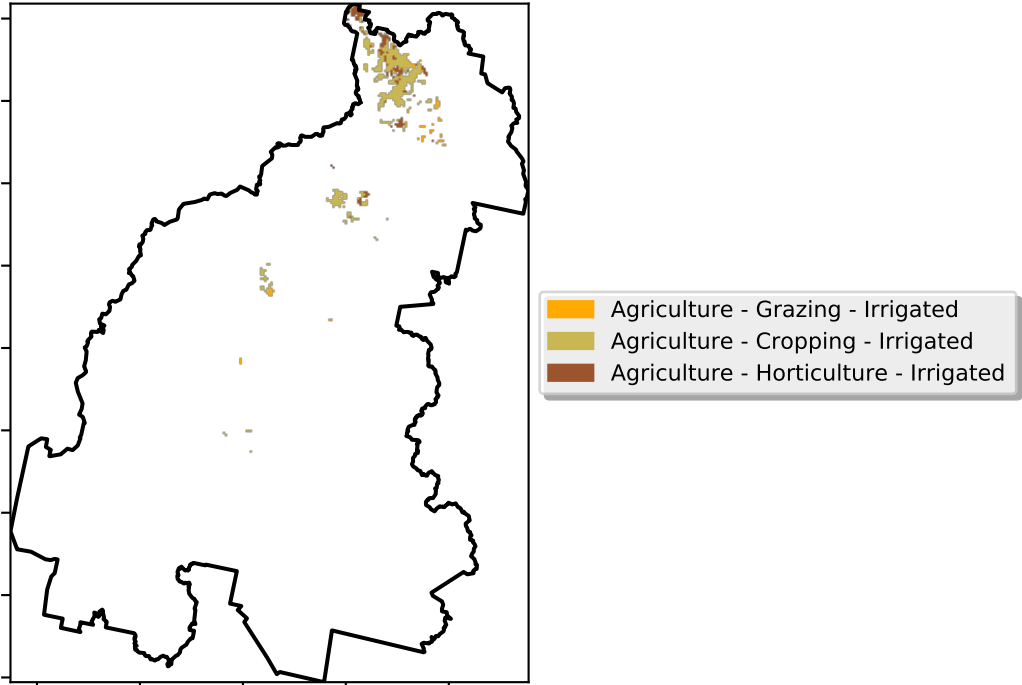 Agriculture - Grazing - Irrigated
Agriculture - Cropping - Irrigated
Agriculture - Horticulture - Irrigated